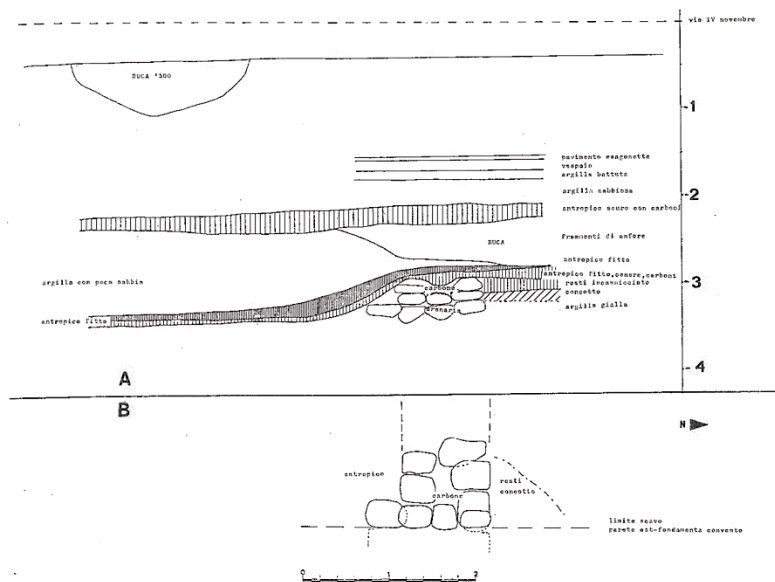 via IV novembre
BUCA '500
-1
pavimento esagonette
vespaio
argilla battuta
argilla sabbiosa
-2
antropico scuro con carboni
frammenti di anfore
BUCA
antropico fitto
antropico fitto,cenere,carboni
argilla con poca sabbia
carbone
resti incannicciato
-3
concotto
arenaria
argilla gialla
antropico fitto
-4
A
B
N
antropico
resti
concotto
carbone
limite scavo
parete est-fondamenta convento
0 1 2